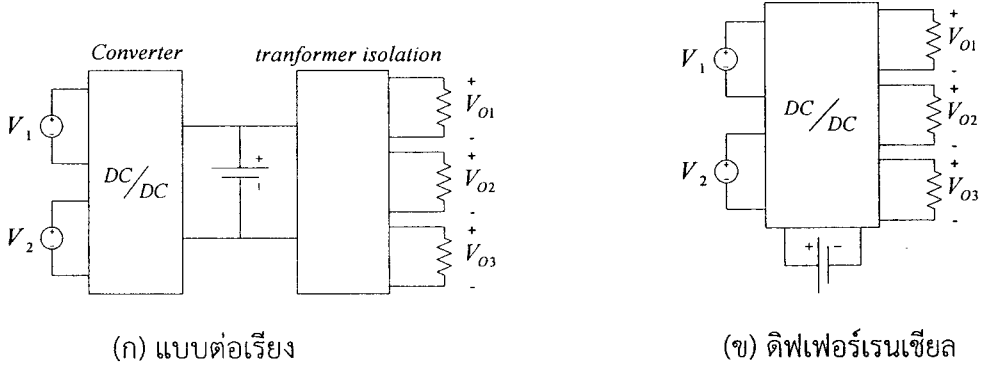 Converter
tranformer isolation
V1
V2
DC/DC
+
-
+
VO1
-
+
VO2
-
+
VO3
-
(ก) แบบต่อเรียง
V1
V2
DC/DC
+
VO1
-
+
VO2
-
+
VO3
-
+ -
(ข) ดิฟเฟอร์เรนเชียล